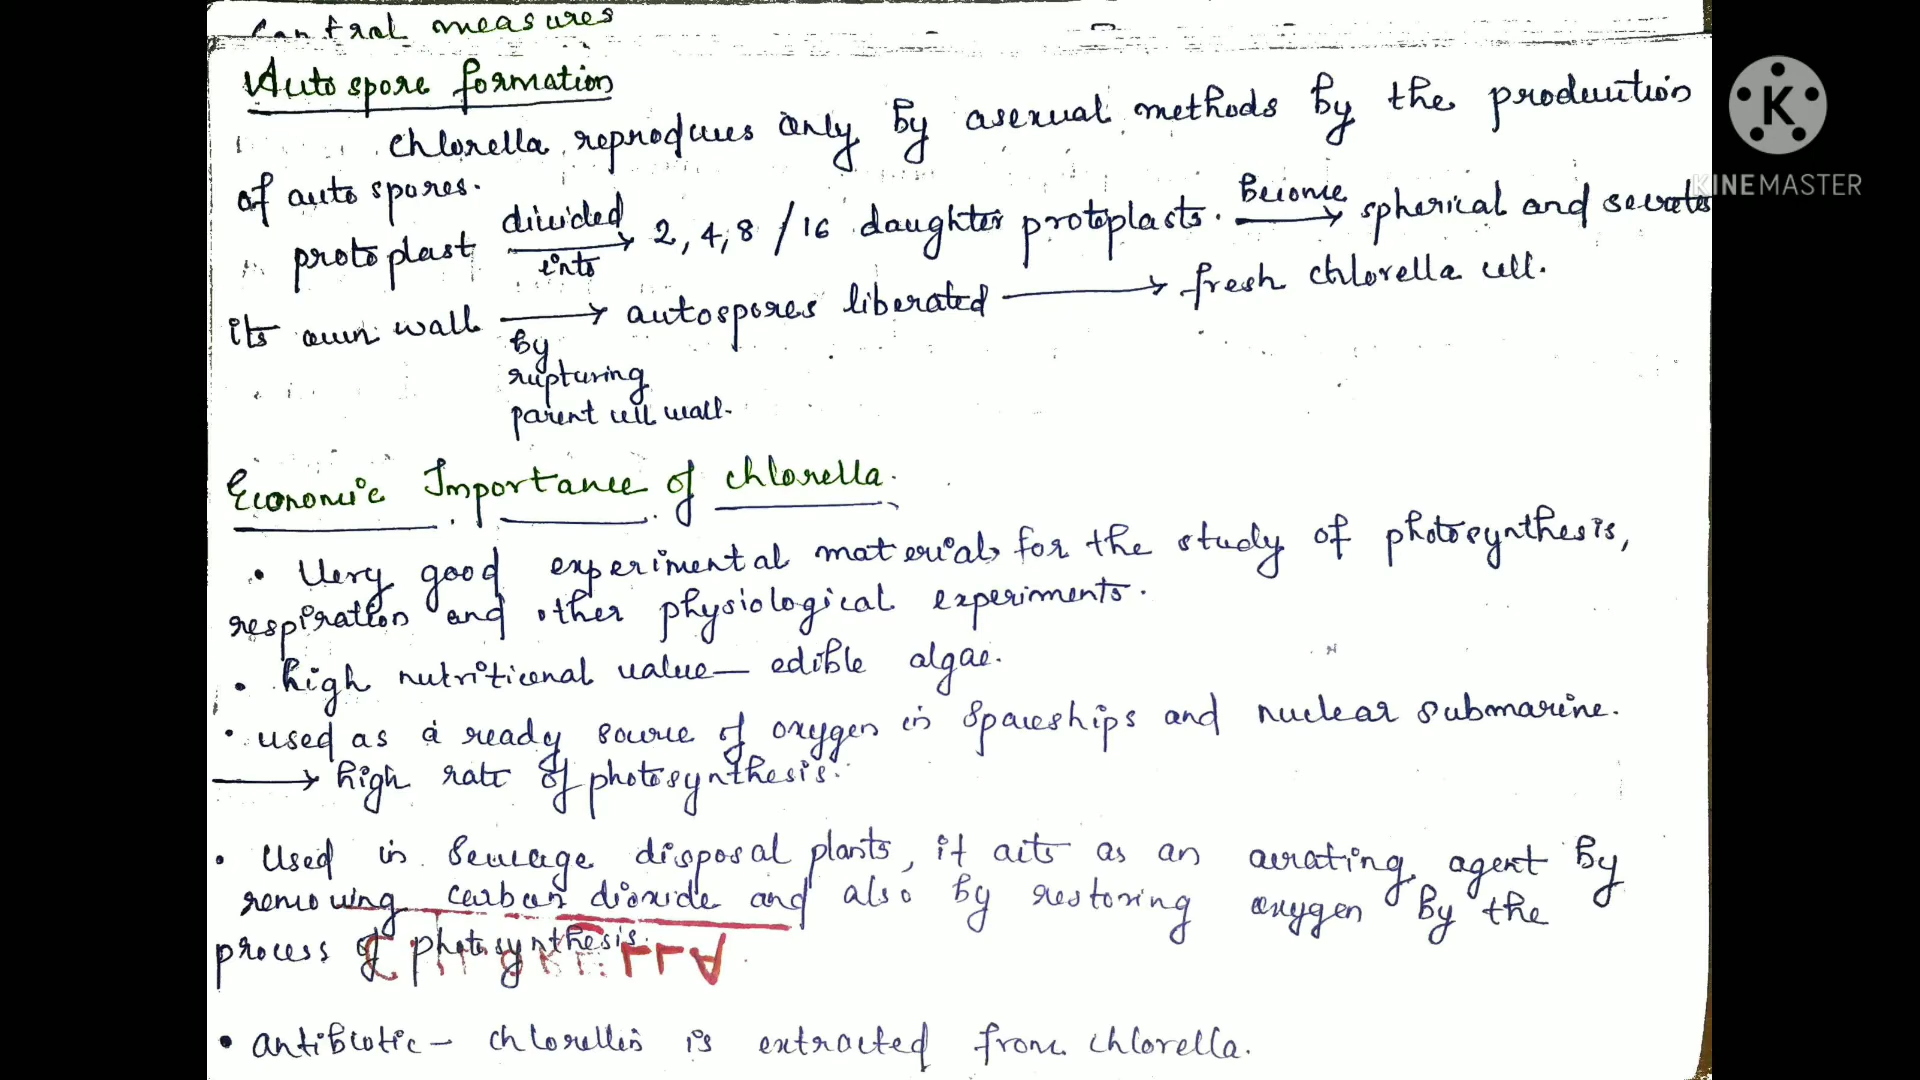 Control measures
Auto spore formation
chlorella reproduces only by asexual methods by the production
of auto spores.
protoplast divided into → 2, 4, 8 / 16 daughter protoplasts. Become → spherical and secretes
its own wall → by rupturing parent cell wall. autospores liberated → fresh chlorella cell.
Economic Importance of chlorella.
• Very good experimental materials for the study of photosynthesis,
respiration and other physiological experiments.
• high nutritional value — edible algae.
• used as a ready source of oxygen in spaceships and nuclear submarine.
→ high rate of photosynthesis.
• Used in sewage disposal plants, it acts as an aerating agent by
removing carbon dioxide and also by restoring oxygen by the
process of photosynthesis.
• antibiotic - chlorellin is extracted from chlorella.
K
KINEMASTER